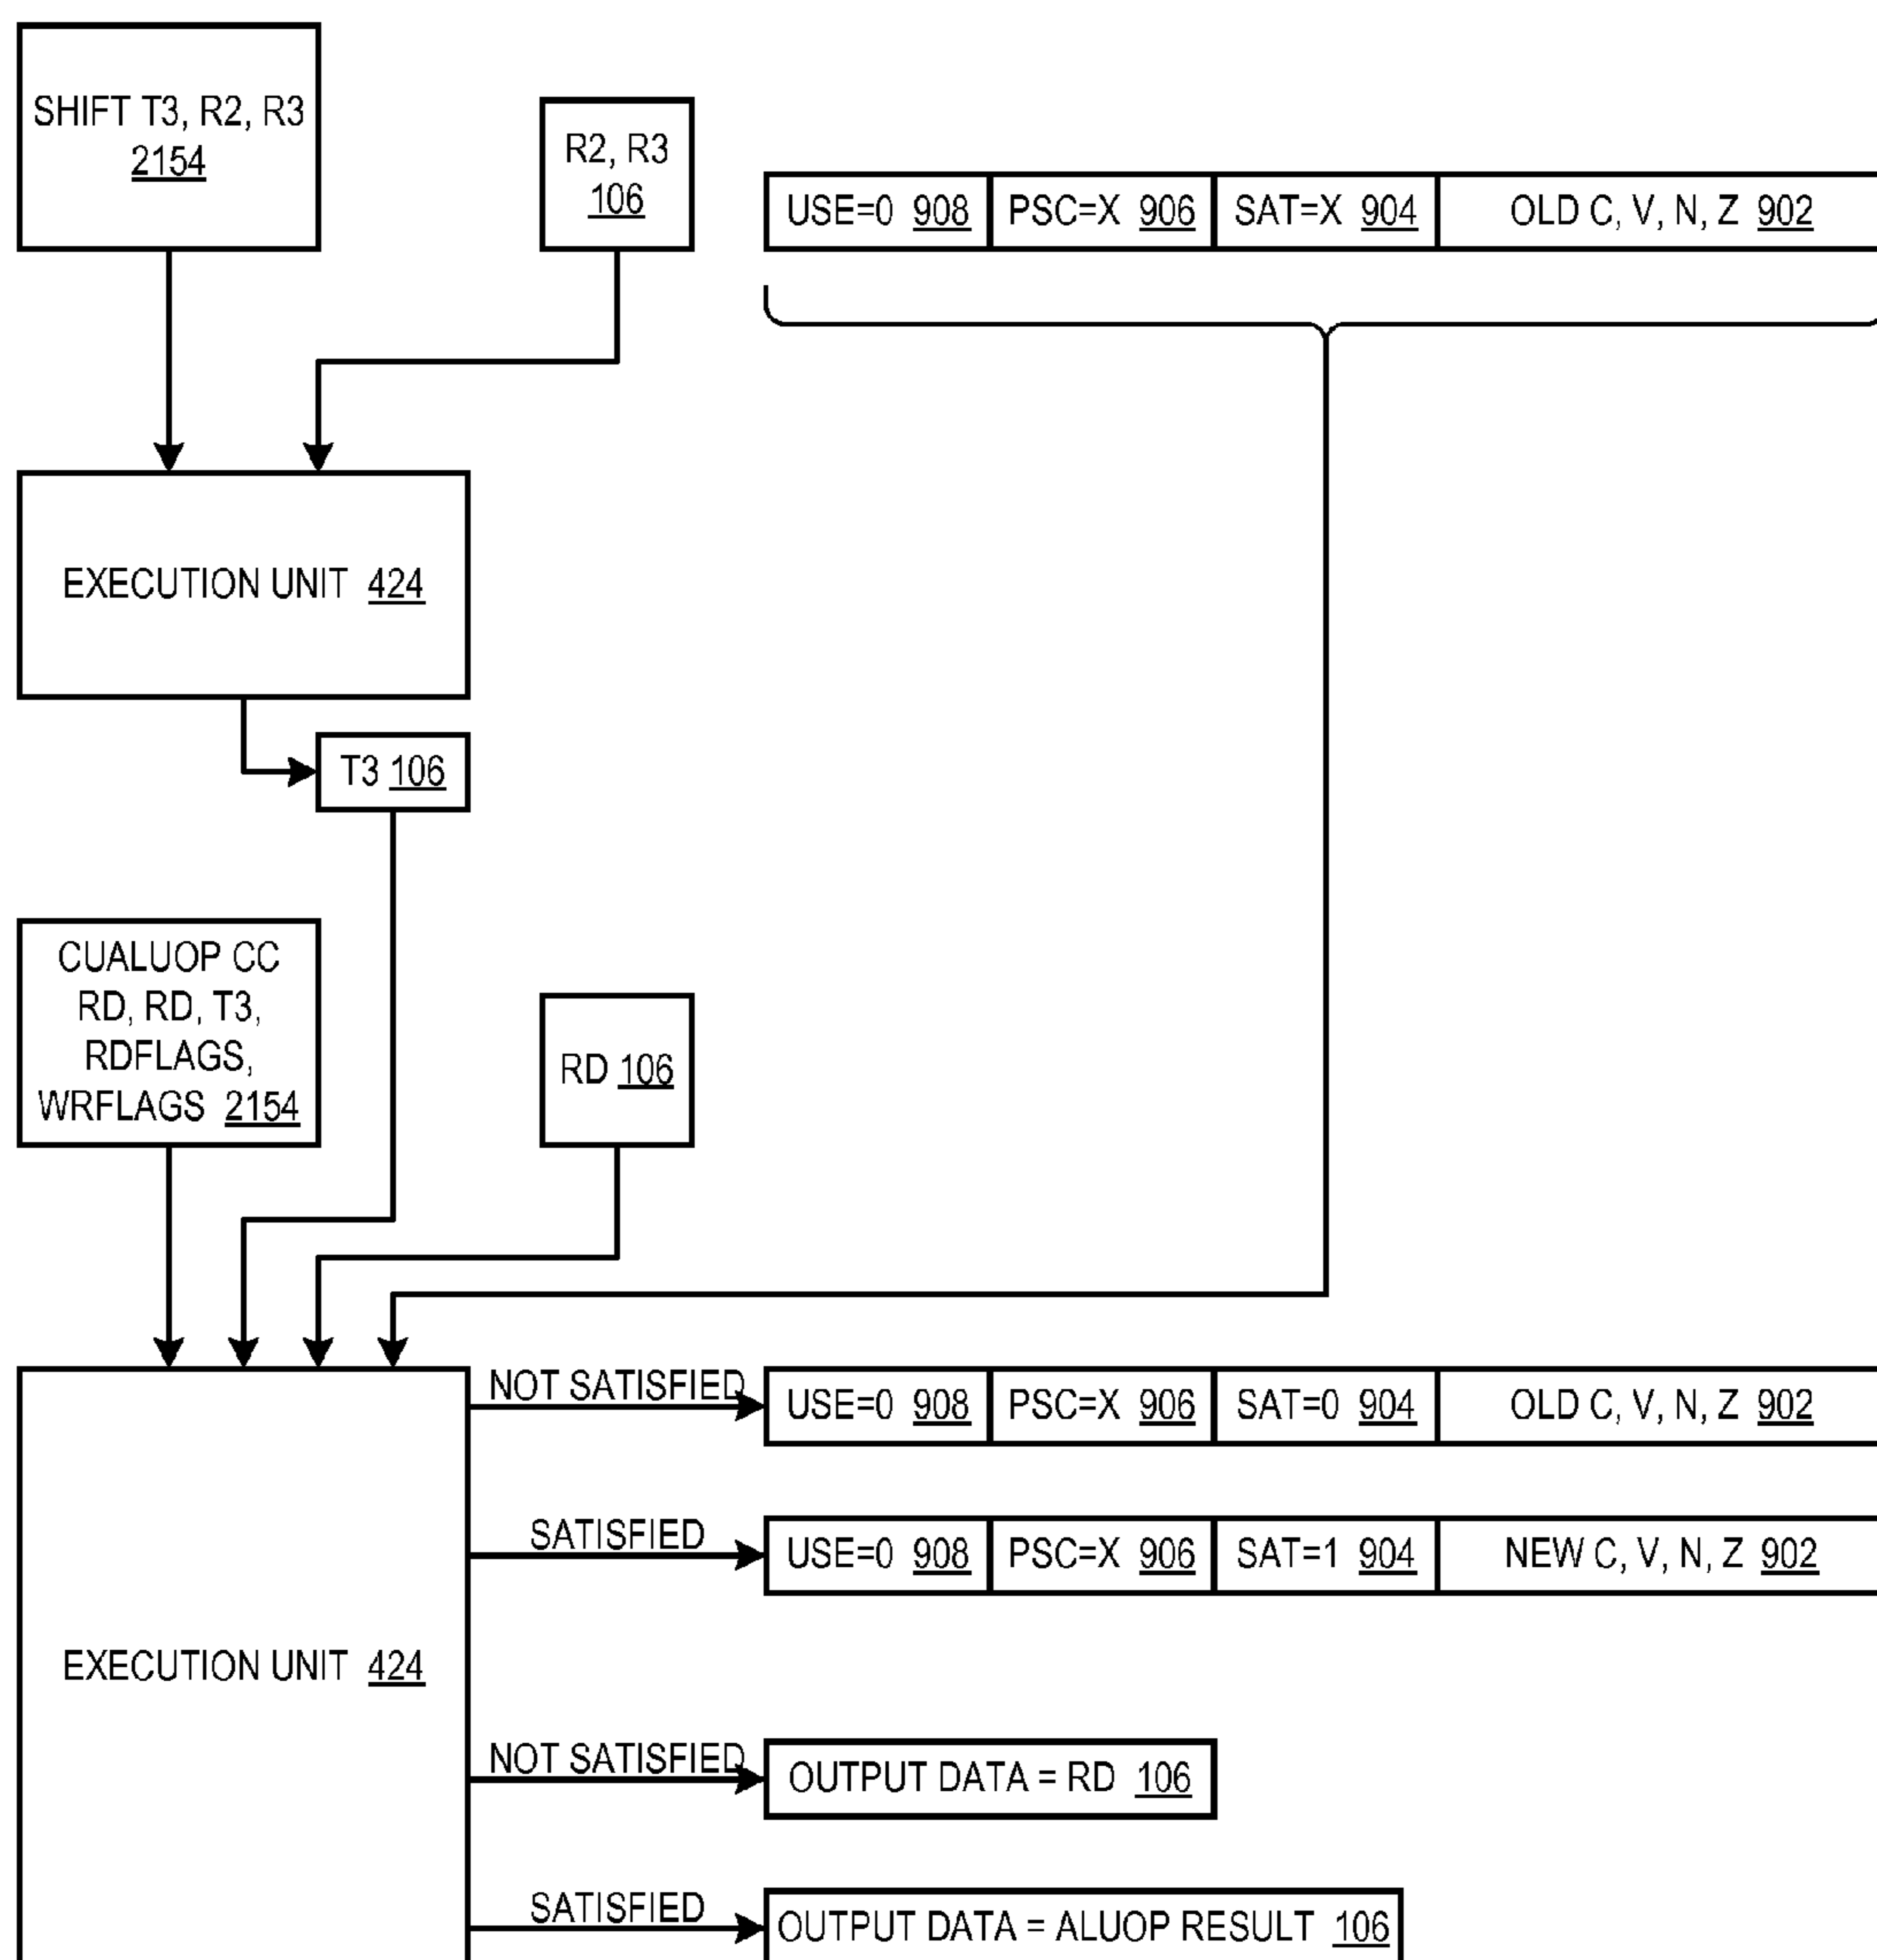 SHIFT T3, R2, R3
2154
R2, R3
106
USE=0 908 PSC=X 906 SAT=X 904 OLD C, V, N, Z 902
EXECUTION UNIT 424
T3 106
CUALUOP CC
RD, RD, T3,
RDFLAGS,
WRFLAGS 2154
RD 106
NOT SATISFIED
USE=0 908 PSC=X 906 SAT=0 904 OLD C, V, N, Z 902
SATISFIED
USE=0 908 PSC=X 906 SAT=1 904 NEW C, V, N, Z 902
EXECUTION UNIT 424
NOT SATISFIED
OUTPUT DATA = RD 106
SATISFIED
OUTPUT DATA = ALUOP RESULT 106